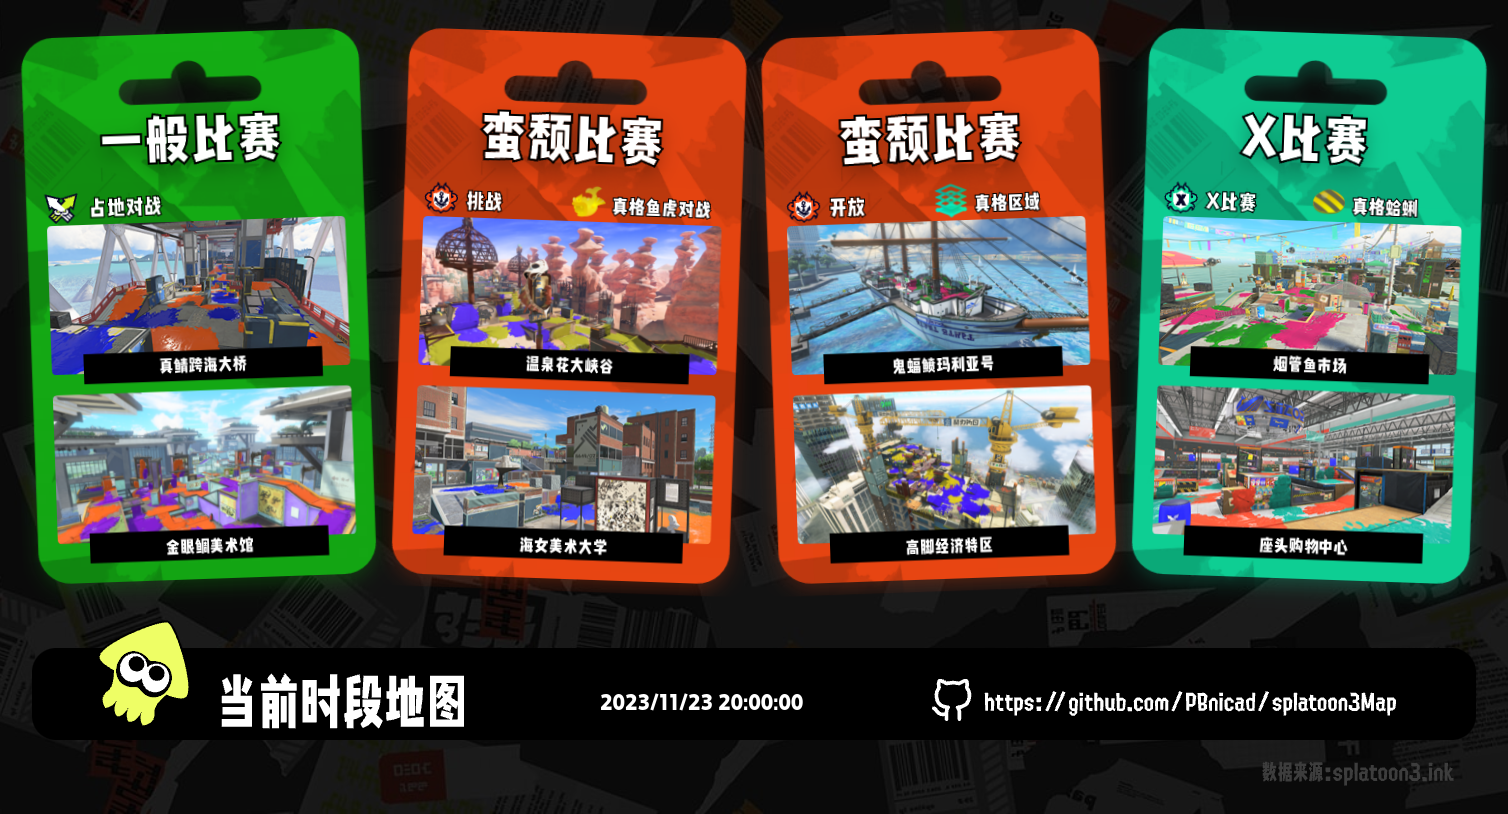 一般比赛
占地对战
真鲷跨海大桥
金眼鲷美术馆
蛮颓比赛
挑战
真格鱼虎对战
温泉花大峡谷
海女美术大学
蛮颓比赛
开放
真格区域
鬼蝠鲼玛利亚号
高脚经济特区
X比赛
X比赛
真格蛤蜊
烟管鱼市场
座头购物中心
当前时段地图
2023/11/23 20:00:00
https://github.com/PBnicad/splatoon3Map
数据来源:splatoon3.ink